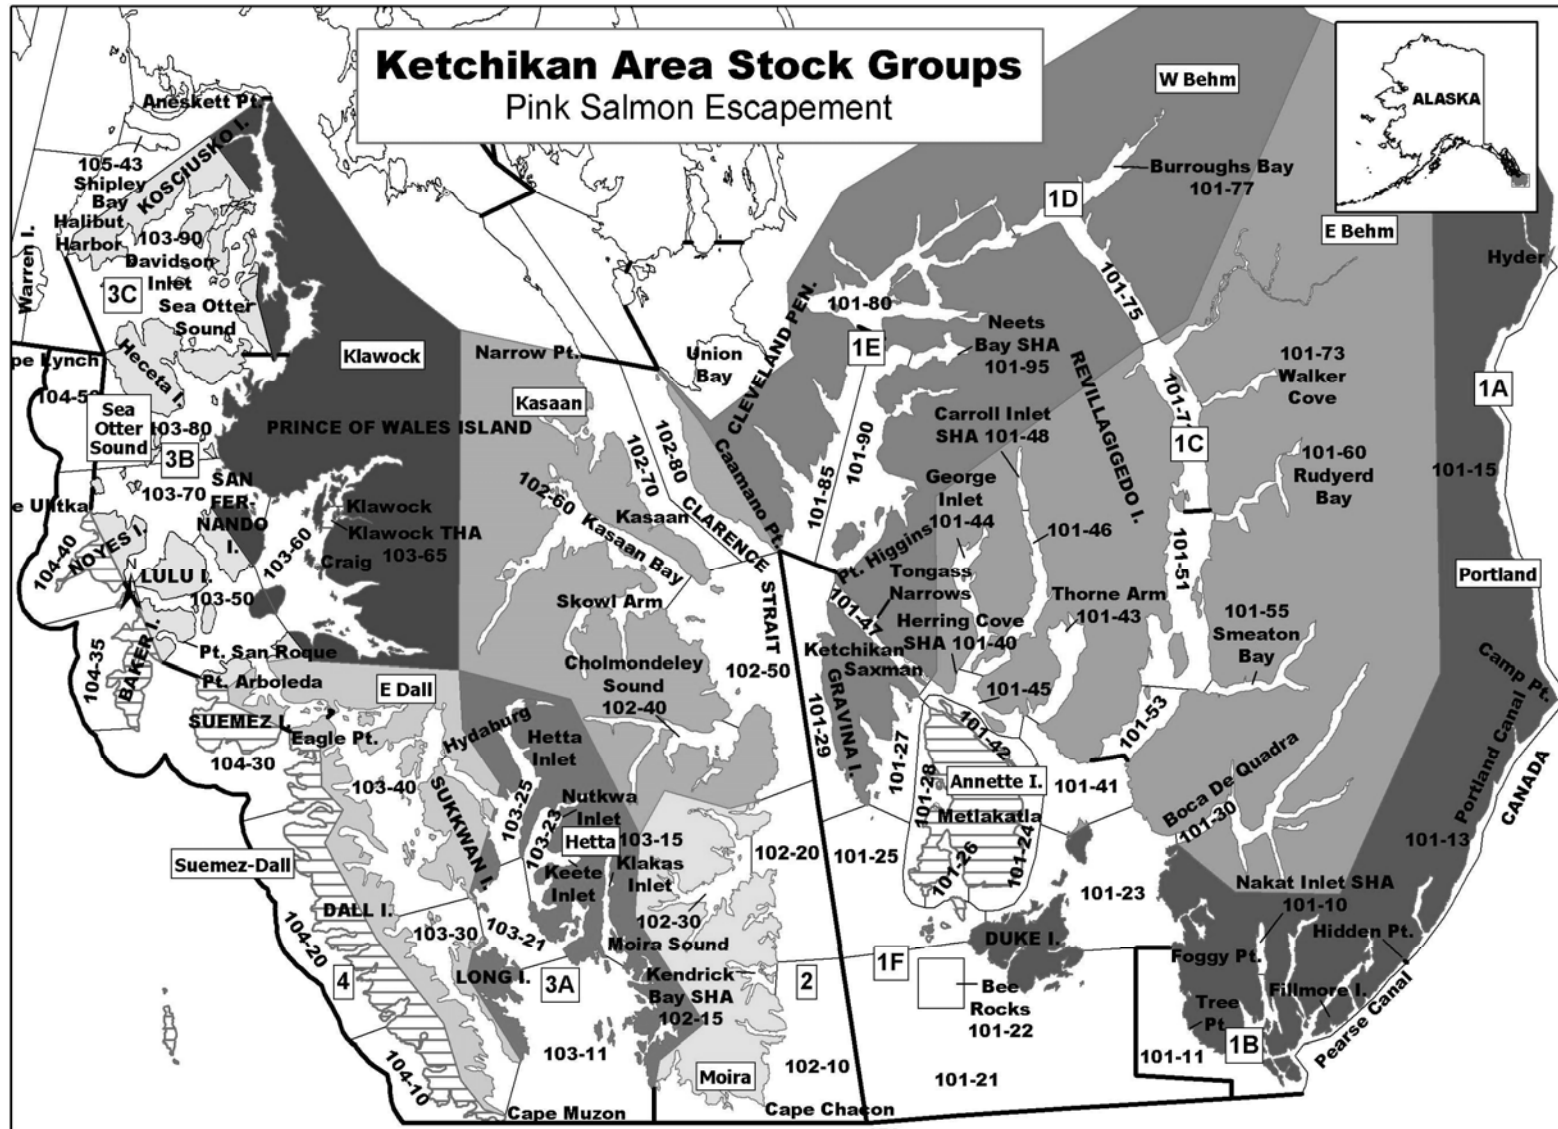 Ketchikan Area Stock Groups
Pink Salmon Escapement
ALASKA
W Behm
Aneskett Pt.
KOSCIUSKO I.
105-43
Shipley
Bay
Halibut
Harbor
Warren I.
103-90
Davidson
Inlet
3C
Sea Otter
Sound
Burroughs Bay
101-77
1D
E Behm
Hyder
101-80
101-75
CLEVELAND PEN.
1E
Neets
Bay SHA
101-95
Union
Bay
Narrow Pt.
Klawock
Heceta I.
pe Lynch
104-50
Sea
Otter
Sound
103-80
3B
103-70
Kasaan
PRINCE OF WALES ISLAND
102-70
102-80
Caamano Pt.
101-85
101-90
Carroll Inlet
SHA 101-48
REVILLAGIGEDO I.
101-73
Walker
Cove
1A
1C
101-60
Rudyerd
Bay
101-15
George
Inlet
101-44
101-46
101-51
SAN
FER-
NANDO
I.
Klawock
Klawock THA
103-65
Craig
103-60
102-60 Kasaan Bay
Kasaan
CLARENCE
STRAIT
e Ulitka
104-40
NOYES I.
LULU I.
103-50
N
BAKER I.
104-35
Pt. San Roque
Pt. Arboleda
Skowl Arm
Pt. Higgins
Tongass
Narrows
101-47
Herring Cove
SHA 101-40
Ketchikan
Saxman
Thorne Arm
101-43
101-55
Smeaton
Bay
Portland
Camp Pt.
Portland Canal
CANADA
Cholmondeley
Sound
102-40
102-50
E Dall
SUEMEZ I.
Eagle Pt.
104-30
Hydaburg
Hetta
Inlet
GRAVINA I.
101-29
101-27
101-28
101-45
101-42
101-53
Annette I.
Metlakatla
101-41
Boca De Quadra
101-30
103-40
SUKKWAN I.
103-25
103-23
Nutkwa
Inlet
Hetta
Keete
Inlet
103-15
Klakas
Inlet
102-20
101-25
101-26
101-24
101-13
Suemez-Dall
DALL I.
104-20
103-30
103-21
102-30
Moira Sound
101-23
Nakat Inlet SHA
101-10
Hidden Pt.
4
LONG I.
3A
Kendrick
Bay SHA
102-15
2
1F
DUKE I.
Bee
Rocks
101-22
Foggy Pt.
Fillmore I.
Tree
Pt.
Pearse Canal
104-10
103-11
Moira
102-10
101-21
101-11
1B
Cape Muzon
Cape Chacon